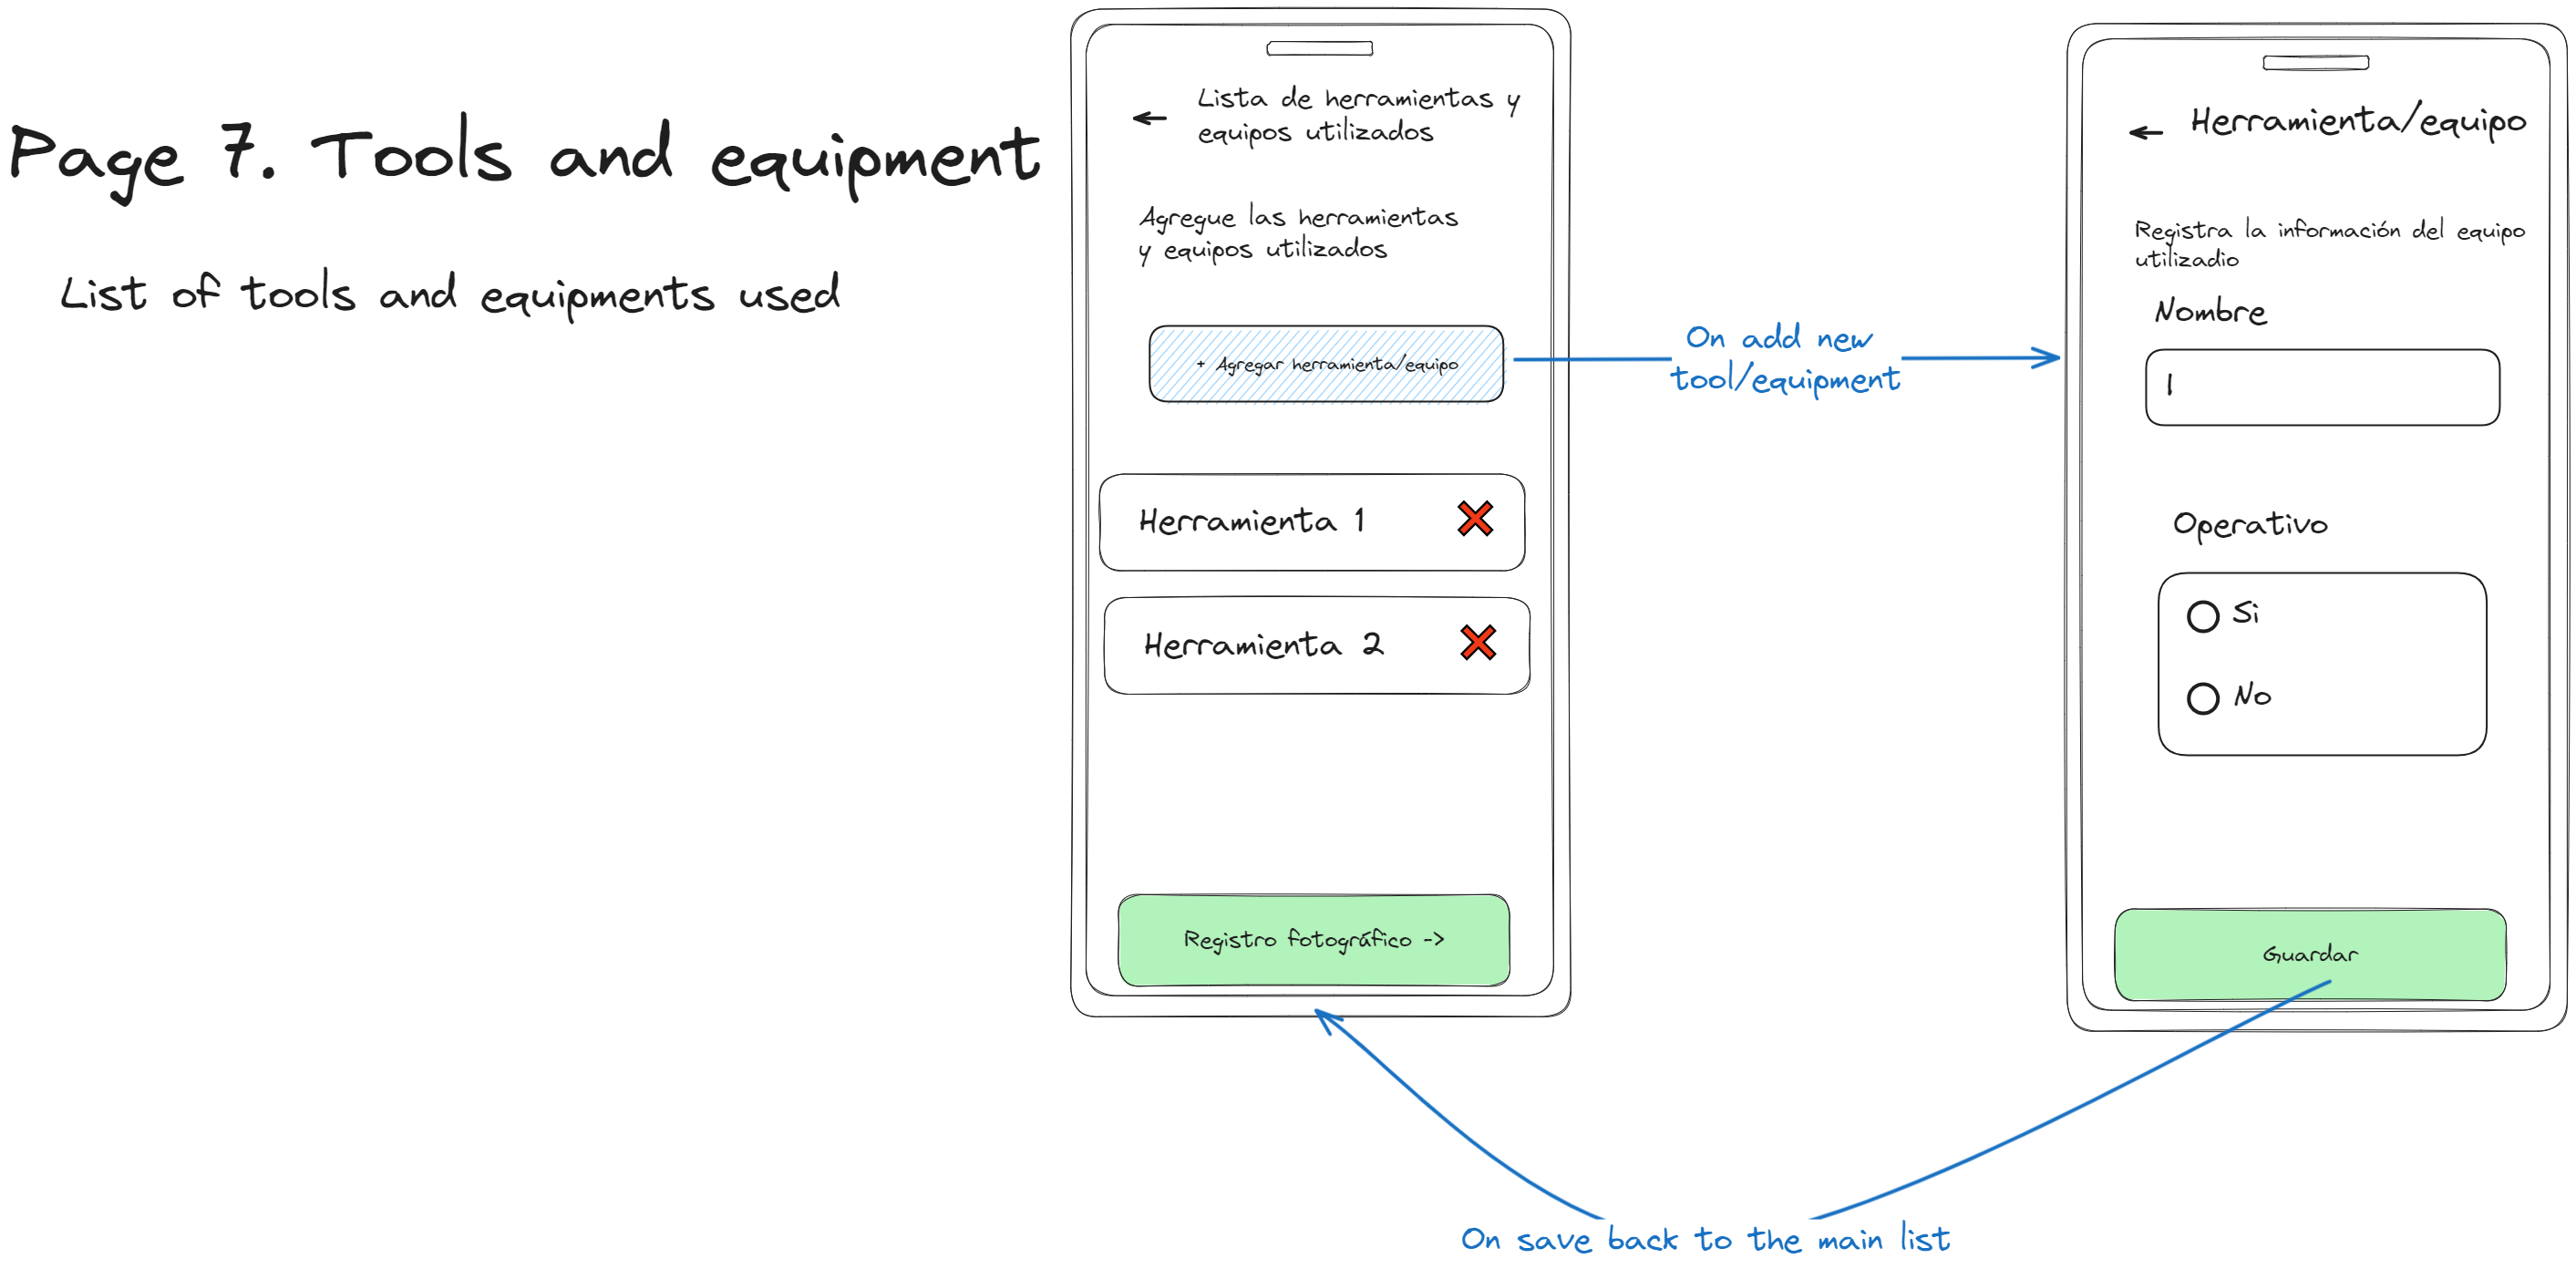 Page 7. Tools and equipment
List of tools and equipments used
Lista de herramientas y
equipos utilizados
Agregue las herramientas
y equipos utilizados
+ Agregar herramienta/equipo
Herramienta 1
Herramienta 2
Registro fotográfico ->
On add new
tool/equipment
Herramienta/equipo
Registra la información del equipo
utilizadio
Nombre
|
Operativo
Si
No
Guardar
On save back to the main list